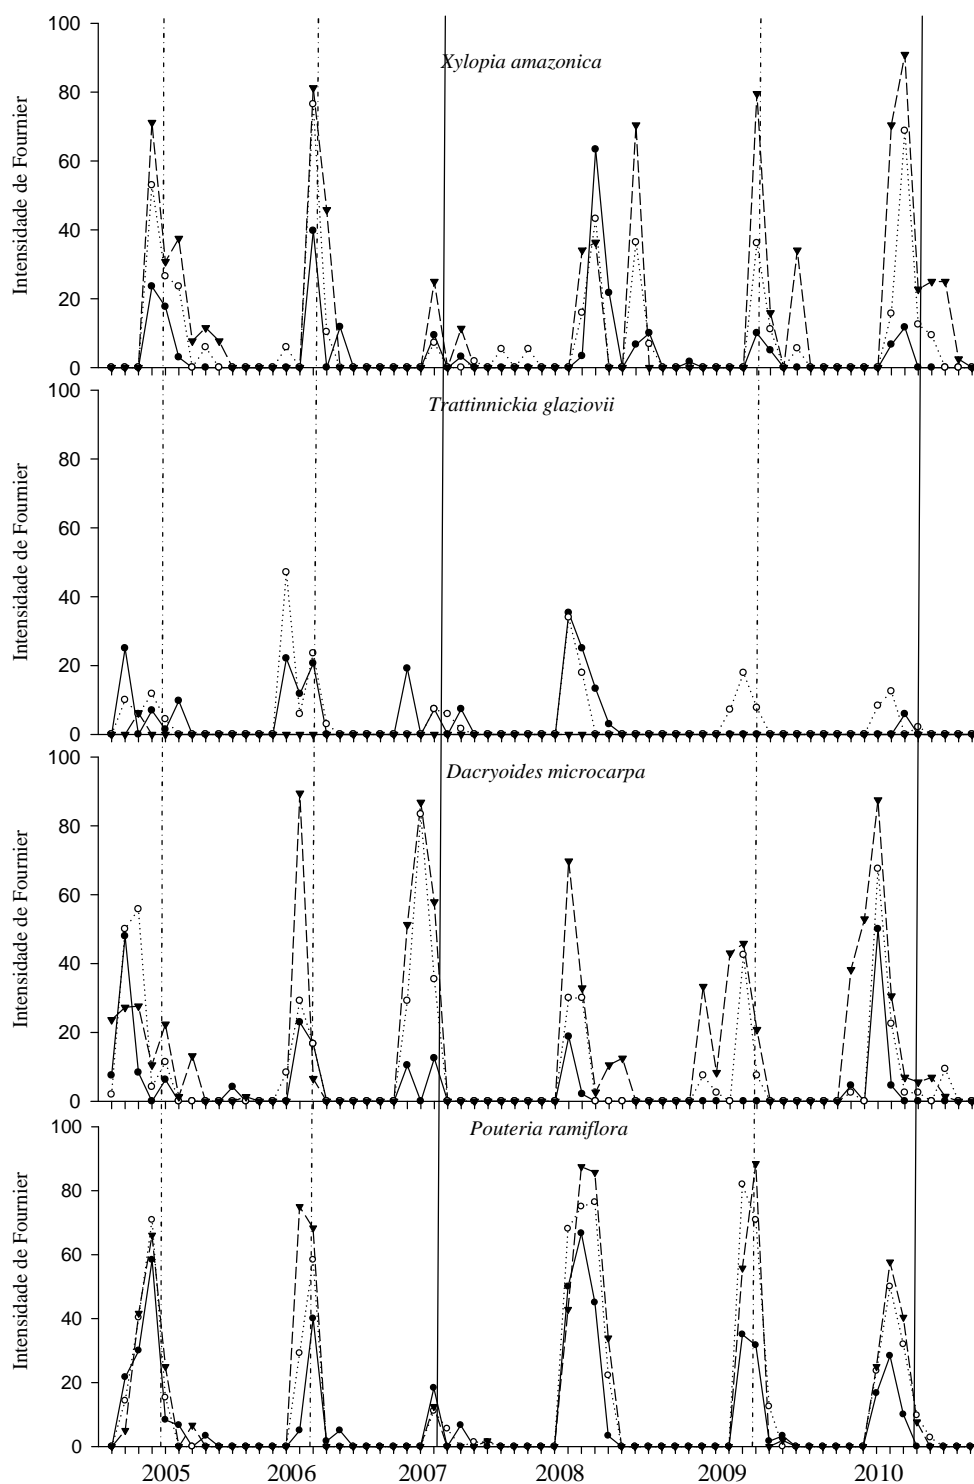 100
Xylopia amazonica
80
60
40
20
0
Intensidade de Fournier
100
Trattinnickia glaziovii
80
60
40
20
0
Intensidade de Fournier
100
Dacryoides microcarpa
80
60
40
20
0
Intensidade de Fournier
100
Pouteria ramiflora
80
60
40
20
0
Intensidade de Fournier
2005 2006 2007 2008 2009 2010